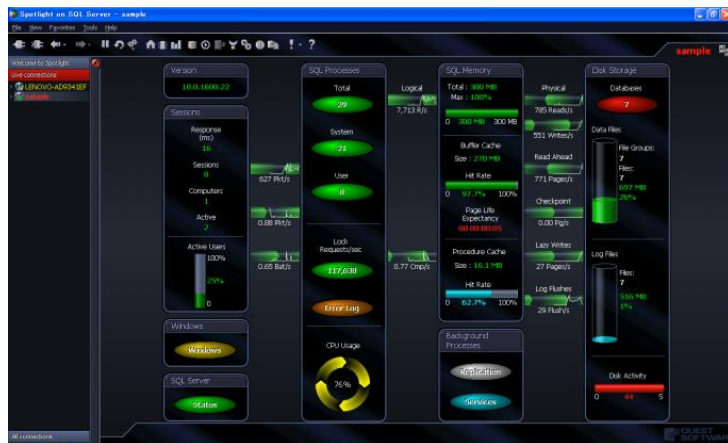 Spotlight on SQL Server - sample
File View Favorites Tools Help
sample
Welcome to Spotlight
Live connections
LENOVO-AD9341EF
sample
Version
10.0.1600.22
Sessions
Response
(ms)
16
Sessions
8
Computers
1
Active
2
Active Users
100%
25%
0
Windows
Windows
SQL Server
Status
627 Pkt/s
0.88 Pkt/s
0.65 Bat/s
SQL Processes
Total
29
System
21
User
8
Lock
Requests/sec
117,638
Error Log
CPU Usage
76%
Logical
7,713 R/s
0.77 Cmp/s
SQL Memory
Total : 300 MB
Max : 100%
0 300 MB 300 MB
Buffer Cache
Size : 270 MB
Hit Rate
0 97.7% 100%
Page Life
Expectancy
0d 00:00:05
Procedure Cache
Size : 16.1 MB
Hit Rate
0 62.7% 100%
Background
Processes
Replication
Services
Physical
785 Reads/s
551 Writes/s
Read Ahead
771 Pages/s
Checkpoint
0.00 Pg/s
Lazy Writes
27 Pages/s
Log Flushes
29 Flush/s
Disk Storage
Databases
7
Data Files
File Groups:
7
Files:
7
697 MB
26%
Log Files
Files:
7
516 MB
1%
Disk Activity
0 44 5
All connections
QUEST
SOFTWARE